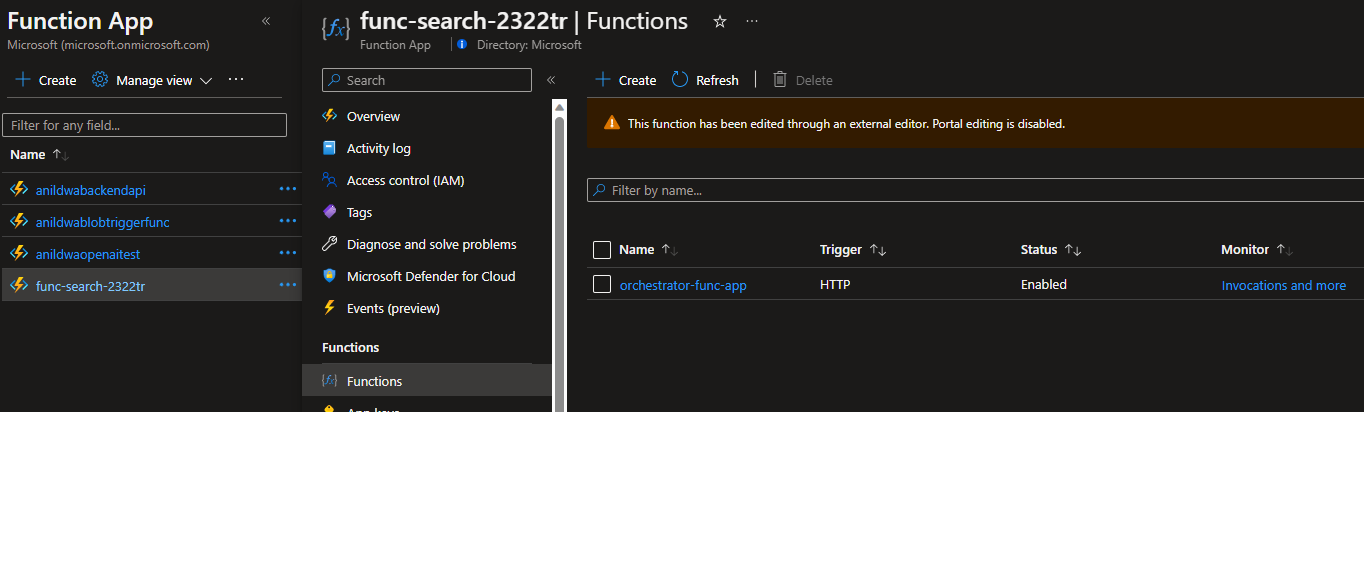 Function App
Microsoft (microsoft.onmicrosoft.com)
Create Manage view
Filter for any field...
Name
anildwabackendapi
anildwablobtriggerfunc
anildwaopenaitest
func-search-2322tr
func-search-2322tr | Functions
Function App Directory: Microsoft
Search
Overview
Activity log
Access control (IAM)
Tags
Diagnose and solve problems
Microsoft Defender for Cloud
Events (preview)
Functions
Functions
App keys
Create Refresh Delete
This function has been edited through an external editor. Portal editing is disabled.
Filter by name...
Name Trigger Status Monitor
orchestrator-func-app HTTP Enabled Invocations and more